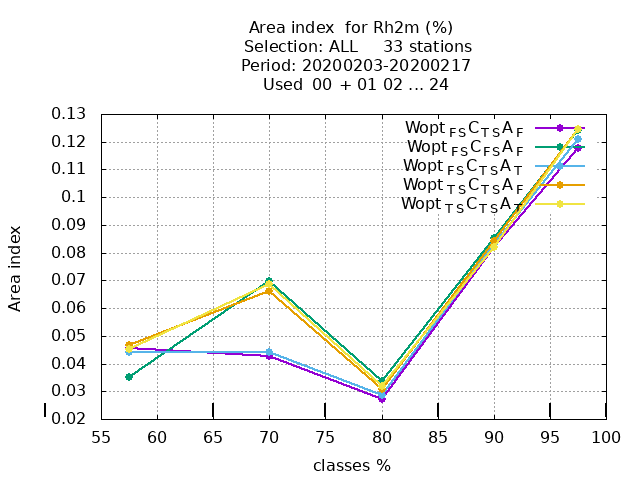 Area index  for Rh2m (%)
Selection: ALL     33 stations
Period: 20200203-20200217
Used  00 + 01 02 ... 24
Wopt FS C TS A F
Wopt FS C FS A F
Wopt FS C TS A T
Wopt TS C TS A F
Wopt TS C TS A T
0.13
0.12
0.11
0.1
0.09
0.08
0.07
0.06
0.05
0.04
0.03
0.02
Area index
55 60 65 70 75 80 85 90 95 100
classes %